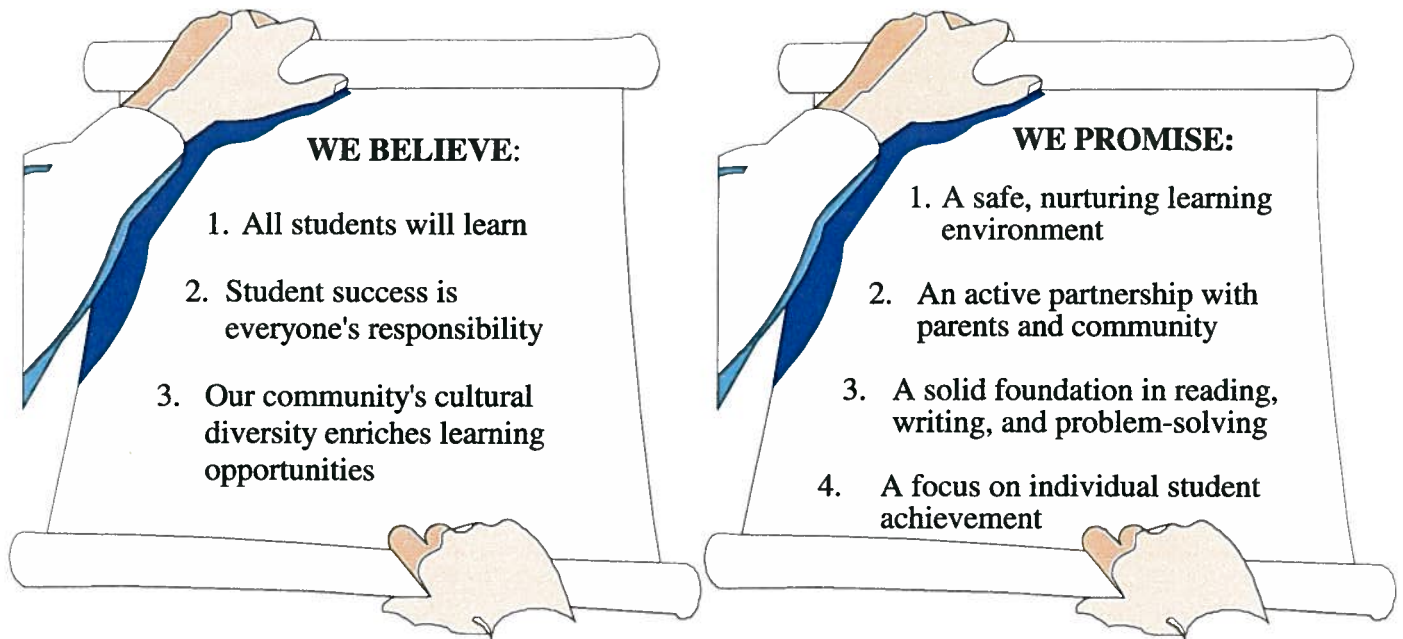 WE BELIEVE:
1. All students will learn
2. Student success is
everyone's responsibility
3. Our community's cultural
diversity enriches learning
opportunities
WE PROMISE:
1. A safe, nurturing learning
environment
2. An active partnership with
parents and community
3. A solid foundation in reading,
writing, and problem-solving
4. A focus on individual student
achievement